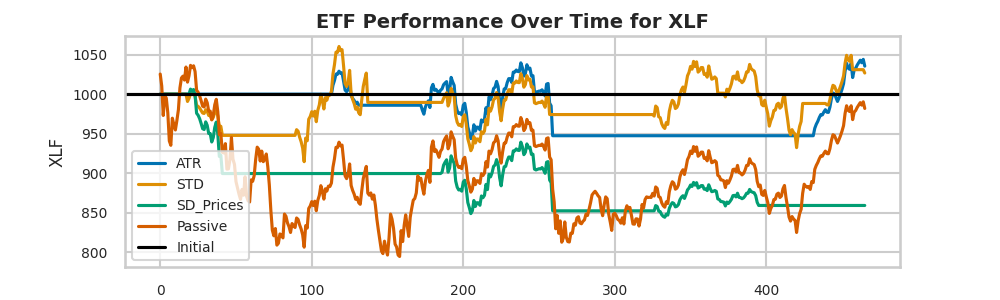 ETF Performance Over Time for XLF
XLF
1050
1000
950
900
850
800
ATR
STD
SD_Prices
Passive
Initial
0 100 200 300 400